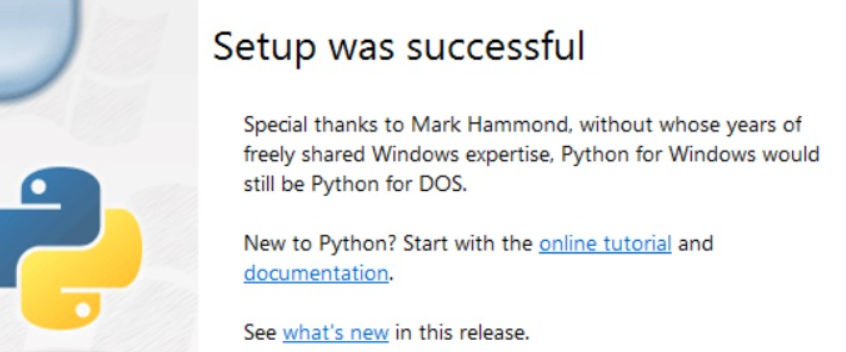 Setup was successful
Special thanks to Mark Hammond, without whose years of
freely shared Windows expertise, Python for Windows would
still be Python for DOS.
New to Python? Start with the online tutorial and
documentation.
See what's new in this release.